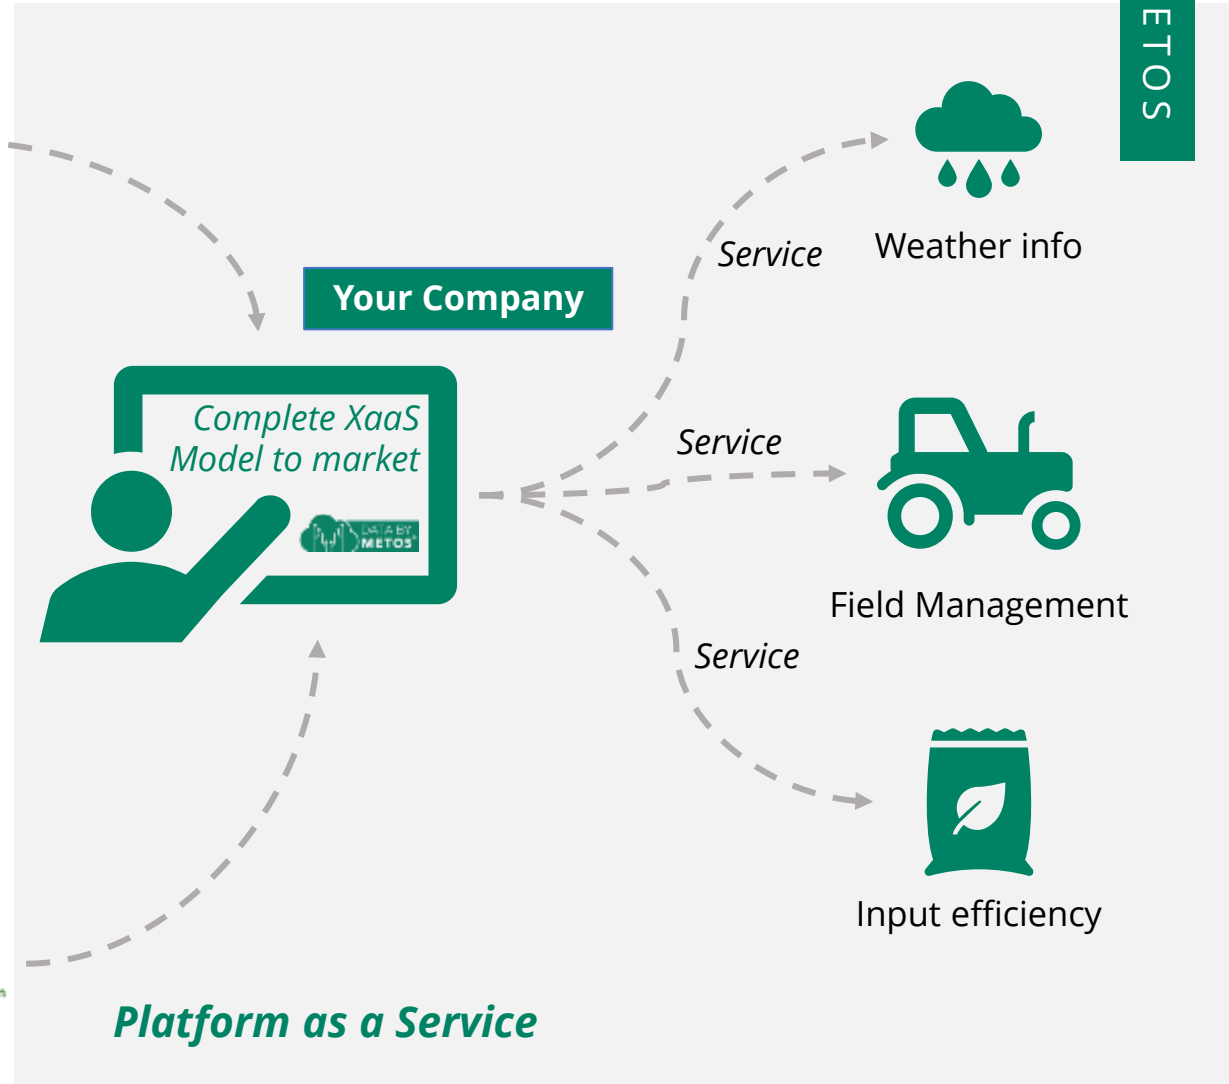 ETOS
Weather info
Service
Your Company
Complete XaaS
Model to market
Service
DATA BY
METOS
Field Management
Service
Input efficiency
Platform as a Service